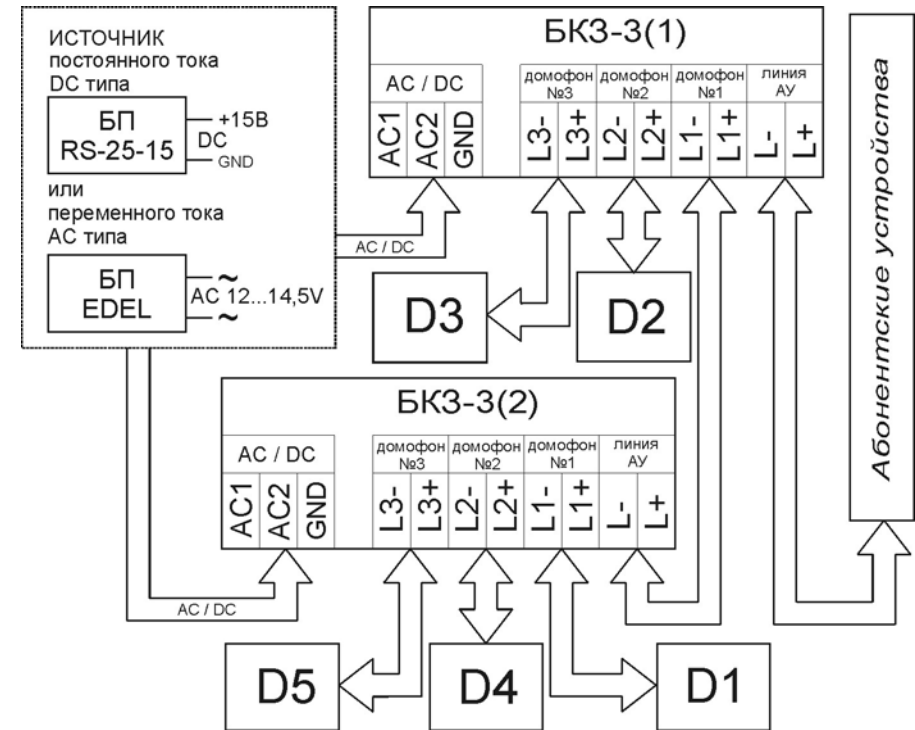 ИСТОЧНИК
постоянного тока
DC типа
БП
RS-25-15
+15В
DC
GND
или
переменного тока
AC типа
БП
EDEL
~
AC 12...14,5V
~
БКЗ-3(1)
AC / DC
домофон №3
домофон №2
домофон №1
линия АУ
AC1
AC2
GND
L3-
L3+
L2-
L2+
L1-
L1+
L-
L+
AC / DC
D3
D2
Абонентские устройства
БКЗ-3(2)
AC / DC
домофон №3
домофон №2
домофон №1
линия АУ
AC1
AC2
GND
L3-
L3+
L2-
L2+
L1-
L1+
L-
L+
AC / DC
D5
D4
D1